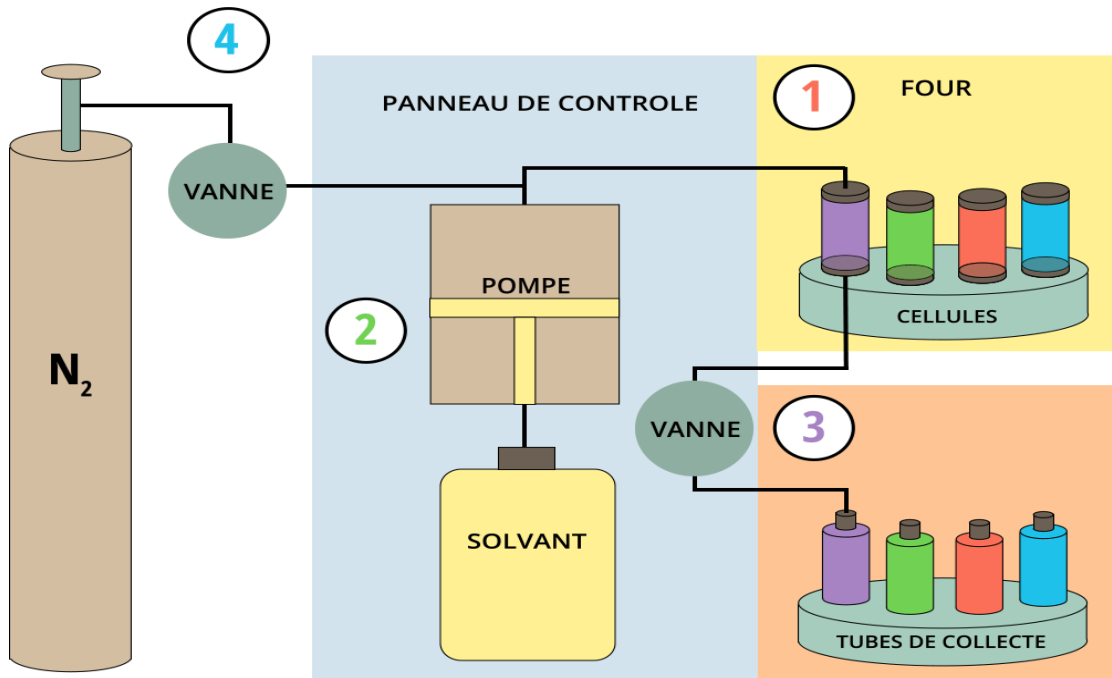 4
PANNEAU DE CONTROLE
1
FOUR
VANNE
POMPE
CELLULES
2
N2
VANNE
3
SOLVANT
TUBES DE COLLECTE